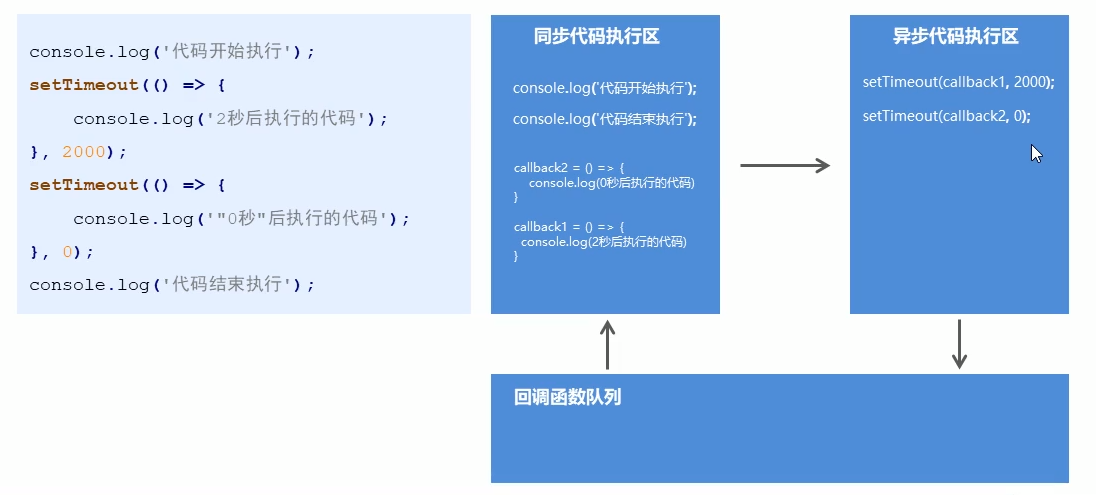 console.log('代码开始执行');
setTimeout(() => {
    console.log('2秒后执行的代码');
}, 2000);
setTimeout(() => {
    console.log('"0秒"后执行的代码');
}, 0);
console.log('代码结束执行');
同步代码执行区
console.log('代码开始执行');
console.log('代码结束执行');
callback2 = () => {
    console.log(0秒后执行的代码)
}
callback1 = () => {
  console.log(2秒后执行的代码)
}
异步代码执行区
setTimeout(callback1, 2000);
setTimeout(callback2, 0);
回调函数队列